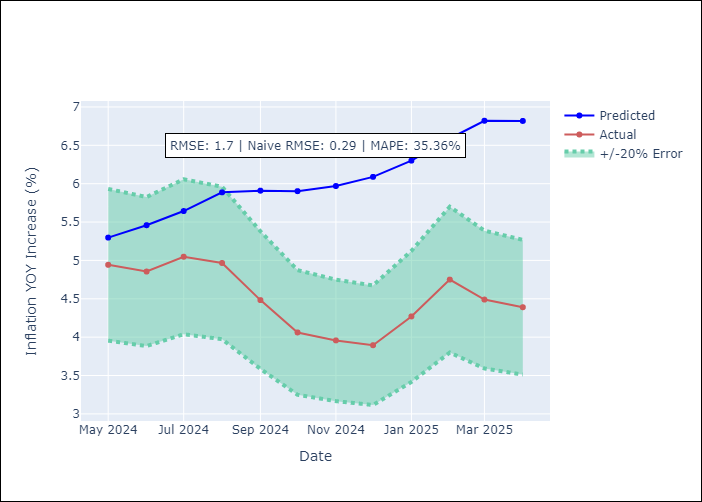 7
6.5
6
5.5
5
4.5
4
3.5
3
Inflation YOY Increase (%)
RMSE: 1.7 | Naive RMSE: 0.29 | MAPE: 35.36%
Predicted
Actual
+/-20% Error
May 2024 Jul 2024 Sep 2024 Nov 2024 Jan 2025 Mar 2025
Date